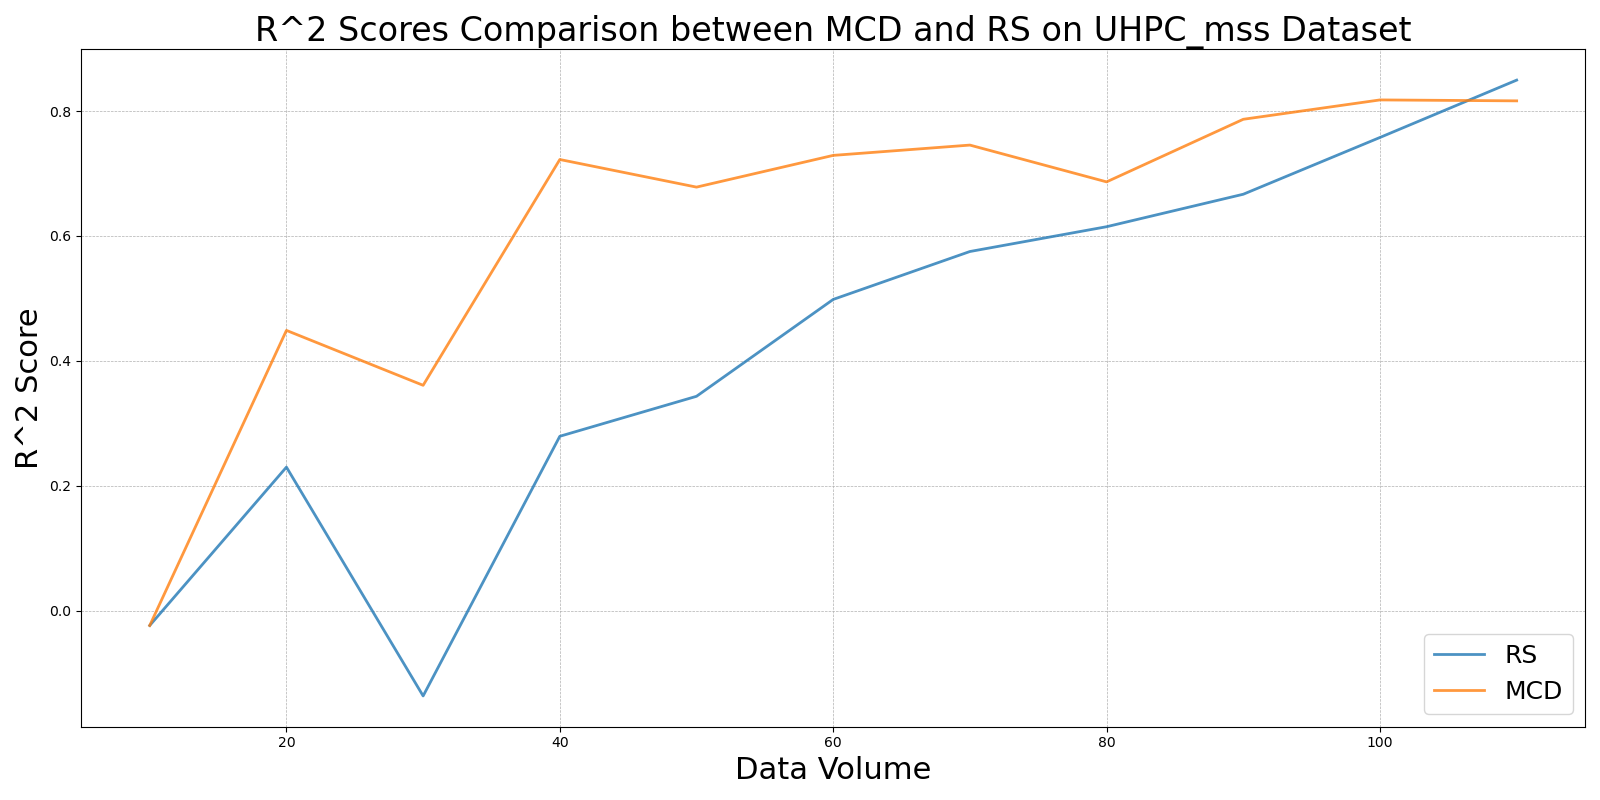 R^2 Scores Comparison between MCD and RS on UHPC_mss Dataset
R^2 Score
0.8
0.6
0.4
0.2
0.0
20 40 60 80 100
Data Volume
RS
MCD